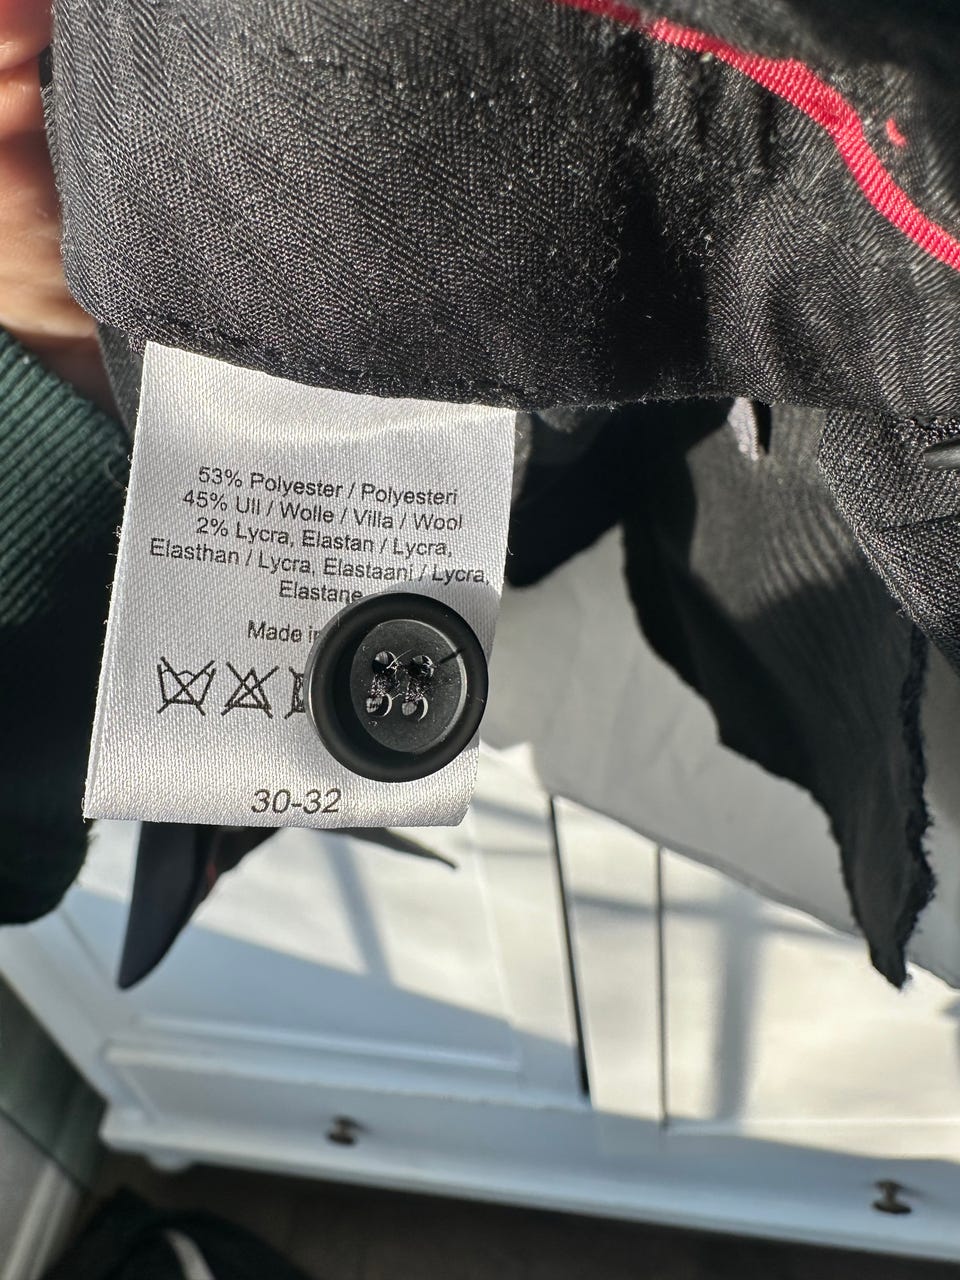 53% Polyester / Polyesteri
45% Ull / Wolle / Villa / Wool
2% Lycra, Elastan / Lycra,
Elasthan / Lycra, Elastaani / Lycra,
Elastane
Made in
30-32